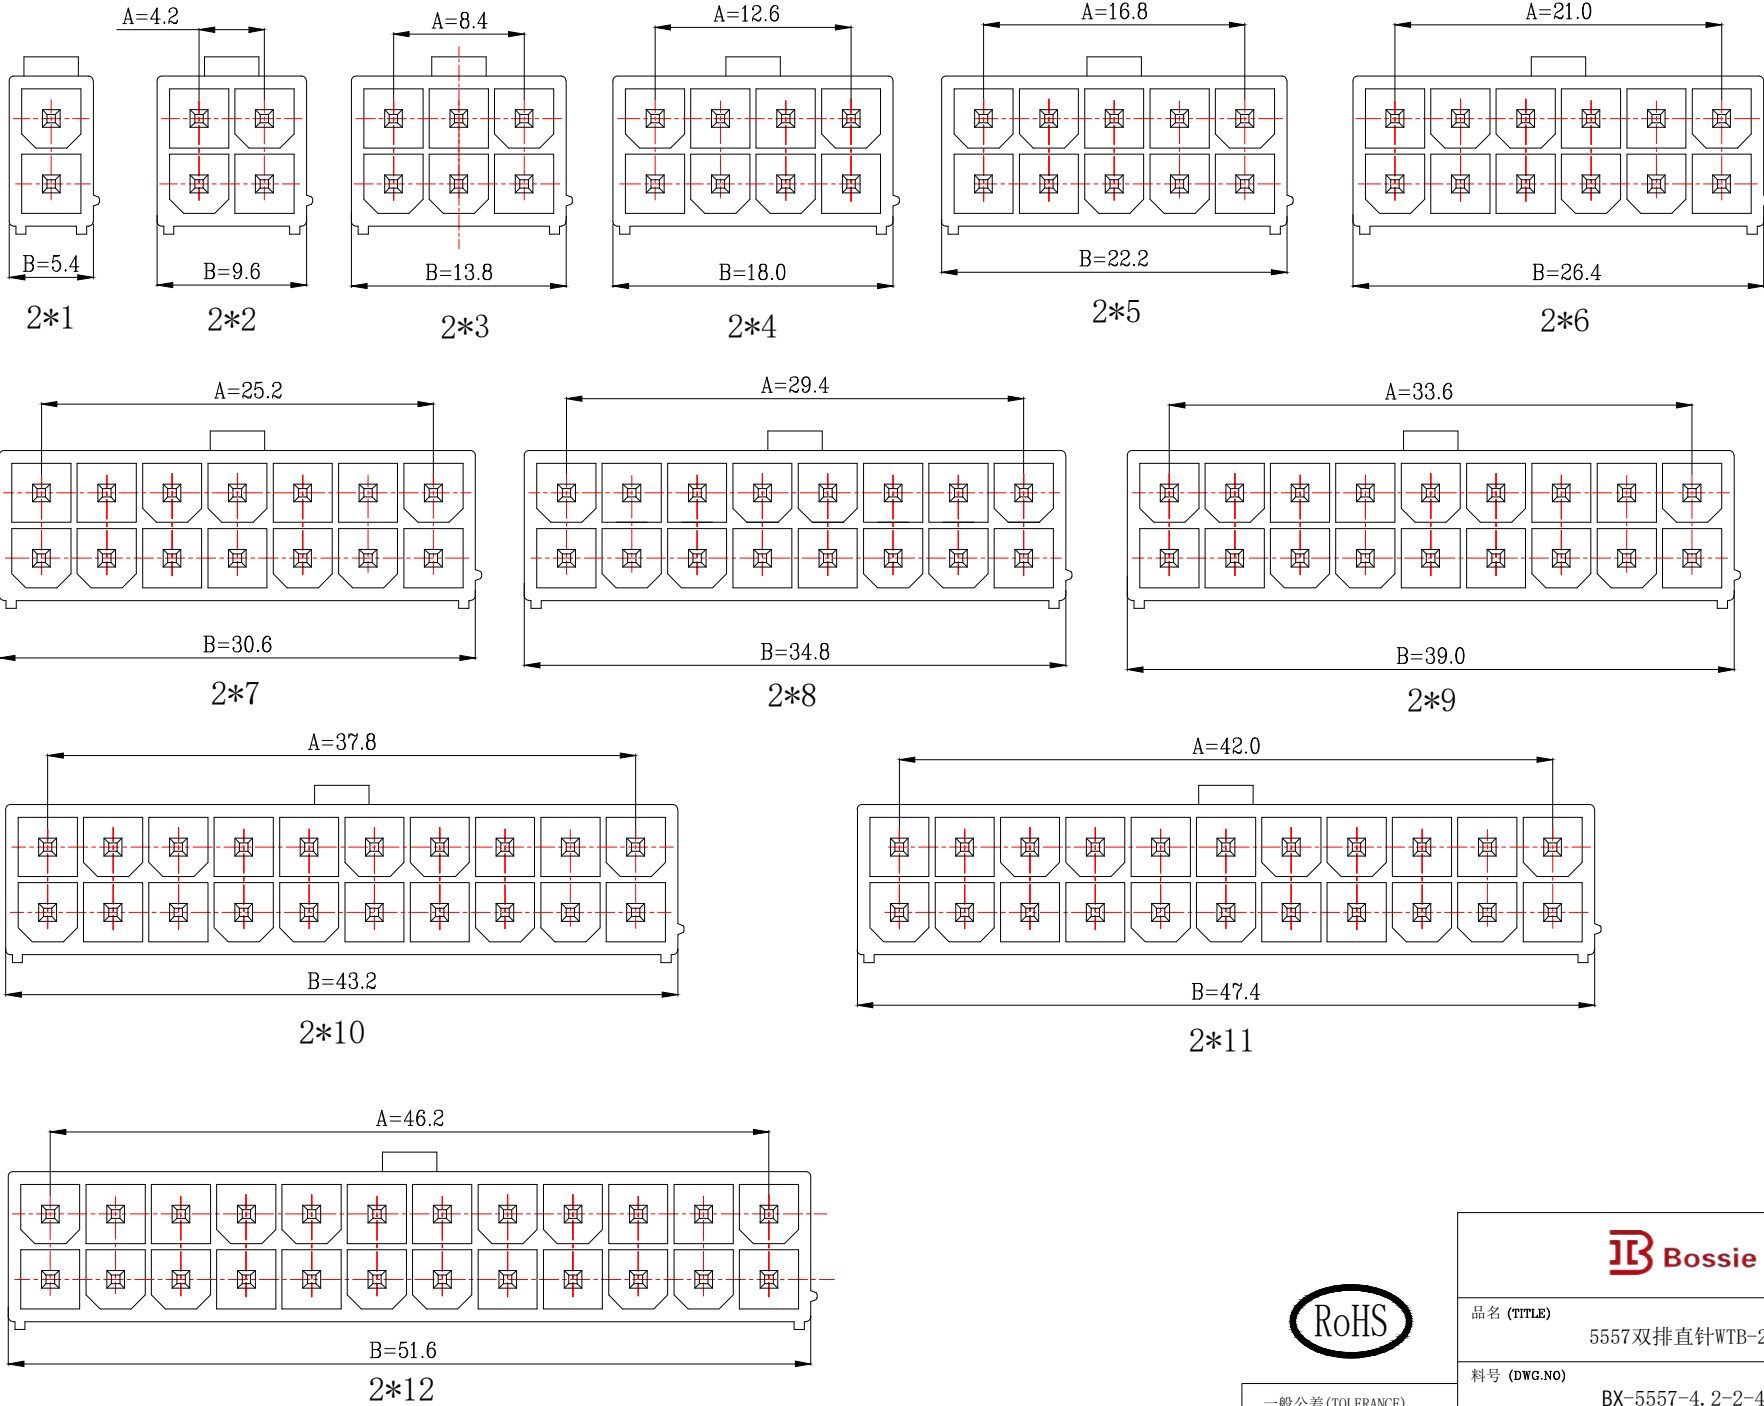 A=4.2
A=8.4
A=12.6
A=16.8
A=21.0
B=5.4
B=9.6
B=13.8
B=18.0
B=22.2
B=26.4
2*1
2*2
2*3
2*4
2*5
2*6
A=25.2
A=29.4
A=33.6
B=30.6
B=34.8
B=39.0
2*7
2*8
2*9
A=37.8
A=42.0
B=43.2
B=47.4
2*10
2*11
A=46.2
B=51.6
2*12
RoHS
Bossie
品名 (TITLE)
5557双排直针WTB-2
料号 (DWG.NO)
BX-5557-4.2-2-4
一般公差(TOLERANCE)